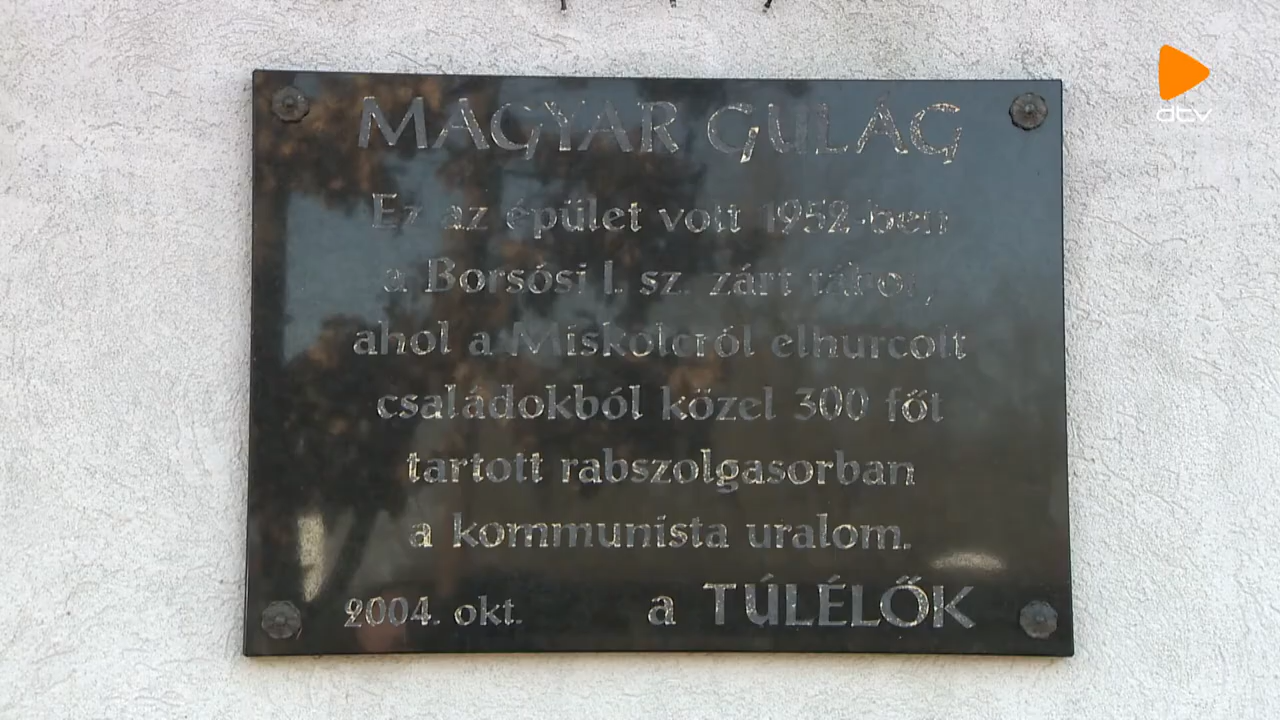 MAGYAR GULÁG
Ez az épület volt 1952-ben
a Borsósi I. sz. zárt tábor,
ahol a Miskolcról elhurcolt
családokból közel 300 főt
tartott rabszolgasorban
a kommunista uralom.
2004. okt. a TÚLÉLŐK
dtv